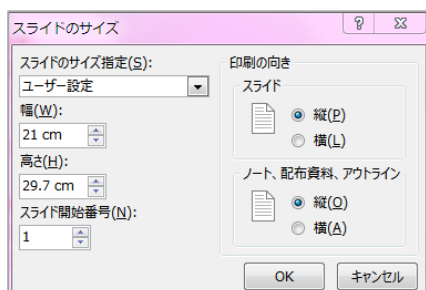 スライドのサイズ
スライドのサイズ指定(S):
ユーザー設定
幅(W):
21 cm
高さ(H):
29.7 cm
スライド開始番号(N):
1
印刷の向き
スライド
縦(P)
横(L)
ノート、配布資料、アウトライン
縦(O)
横(A)
OK
キャンセル